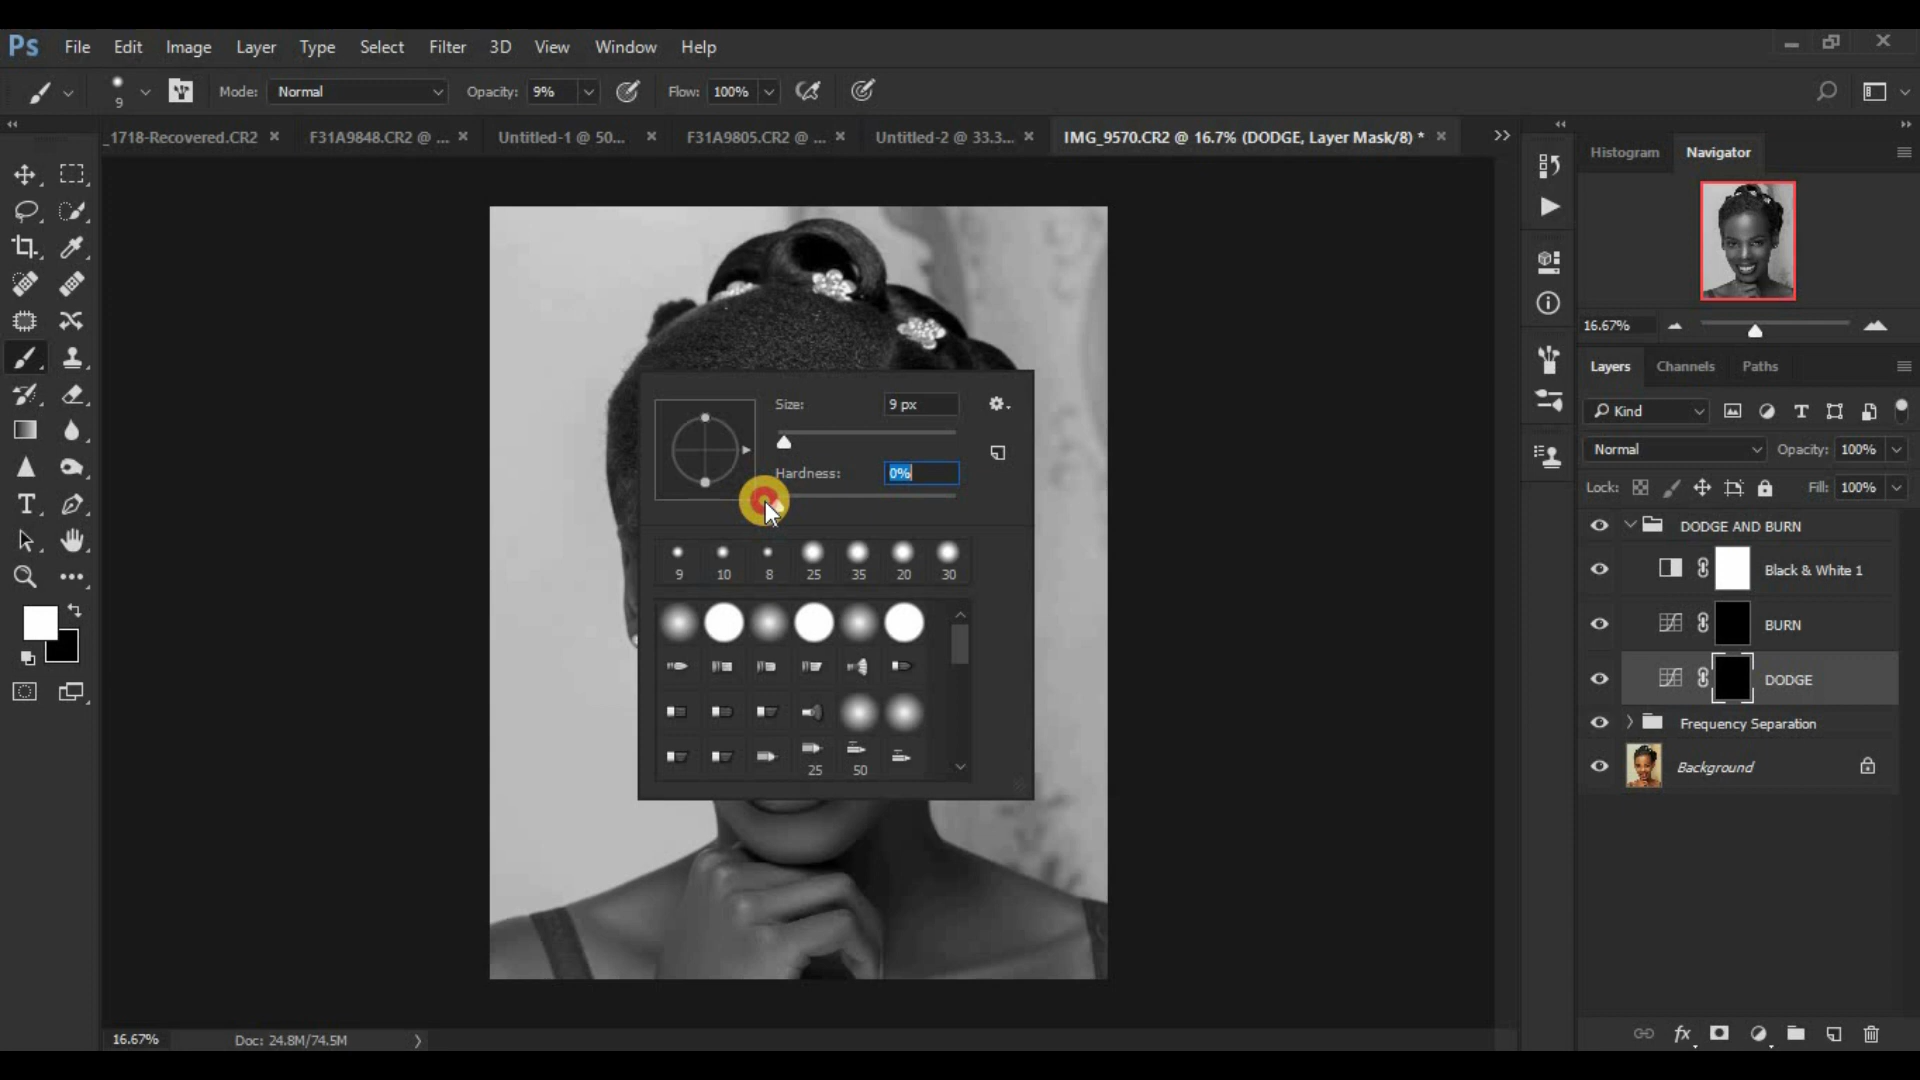 Ps File Edit Image Layer Type Select Filter 3D View Window Help
9 Mode: Normal Opacity: 9% Flow: 100%
_1718-Recovered.CR2 × F31A9848.CR2 @ ... × Untitled-1 @ 50... × F31A9805.CR2 @ ... × Untitled-2 @ 33.3... × IMG_9570.CR2 @ 16.7% (DODGE, Layer Mask/8) * ×
Histogram Navigator
16.67%
Layers Channels Paths
Kind
Normal Opacity: 100%
Lock: Fill: 100%
DODGE AND BURN
Black & White 1
BURN
DODGE
Frequency Separation
Background
Size: 9 px
Hardness: 0%
9 10 8 25 35 20 30
25 50
16.67% Doc: 24.8M/74.5M